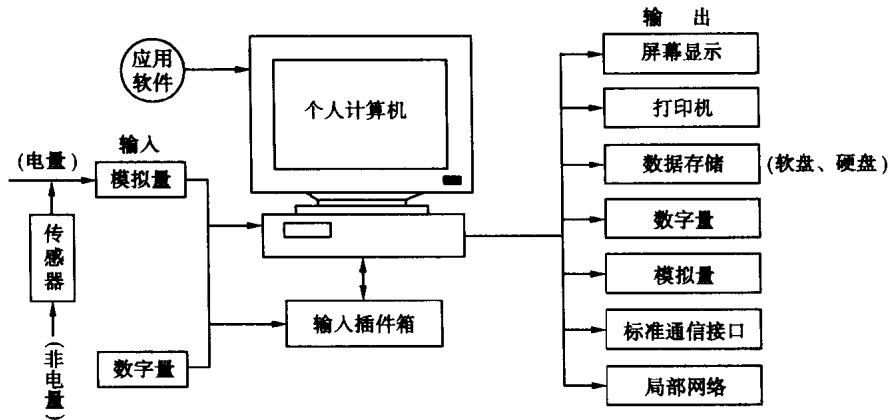 输 出
应用
软件
屏幕显示
个人计算机
打印机
输入
(电量)
模拟量
数据存储
(软盘、硬盘)
传感器
数字量
模拟量
输入插件箱
标准通信接口
(非电量)
数字量
局部网络